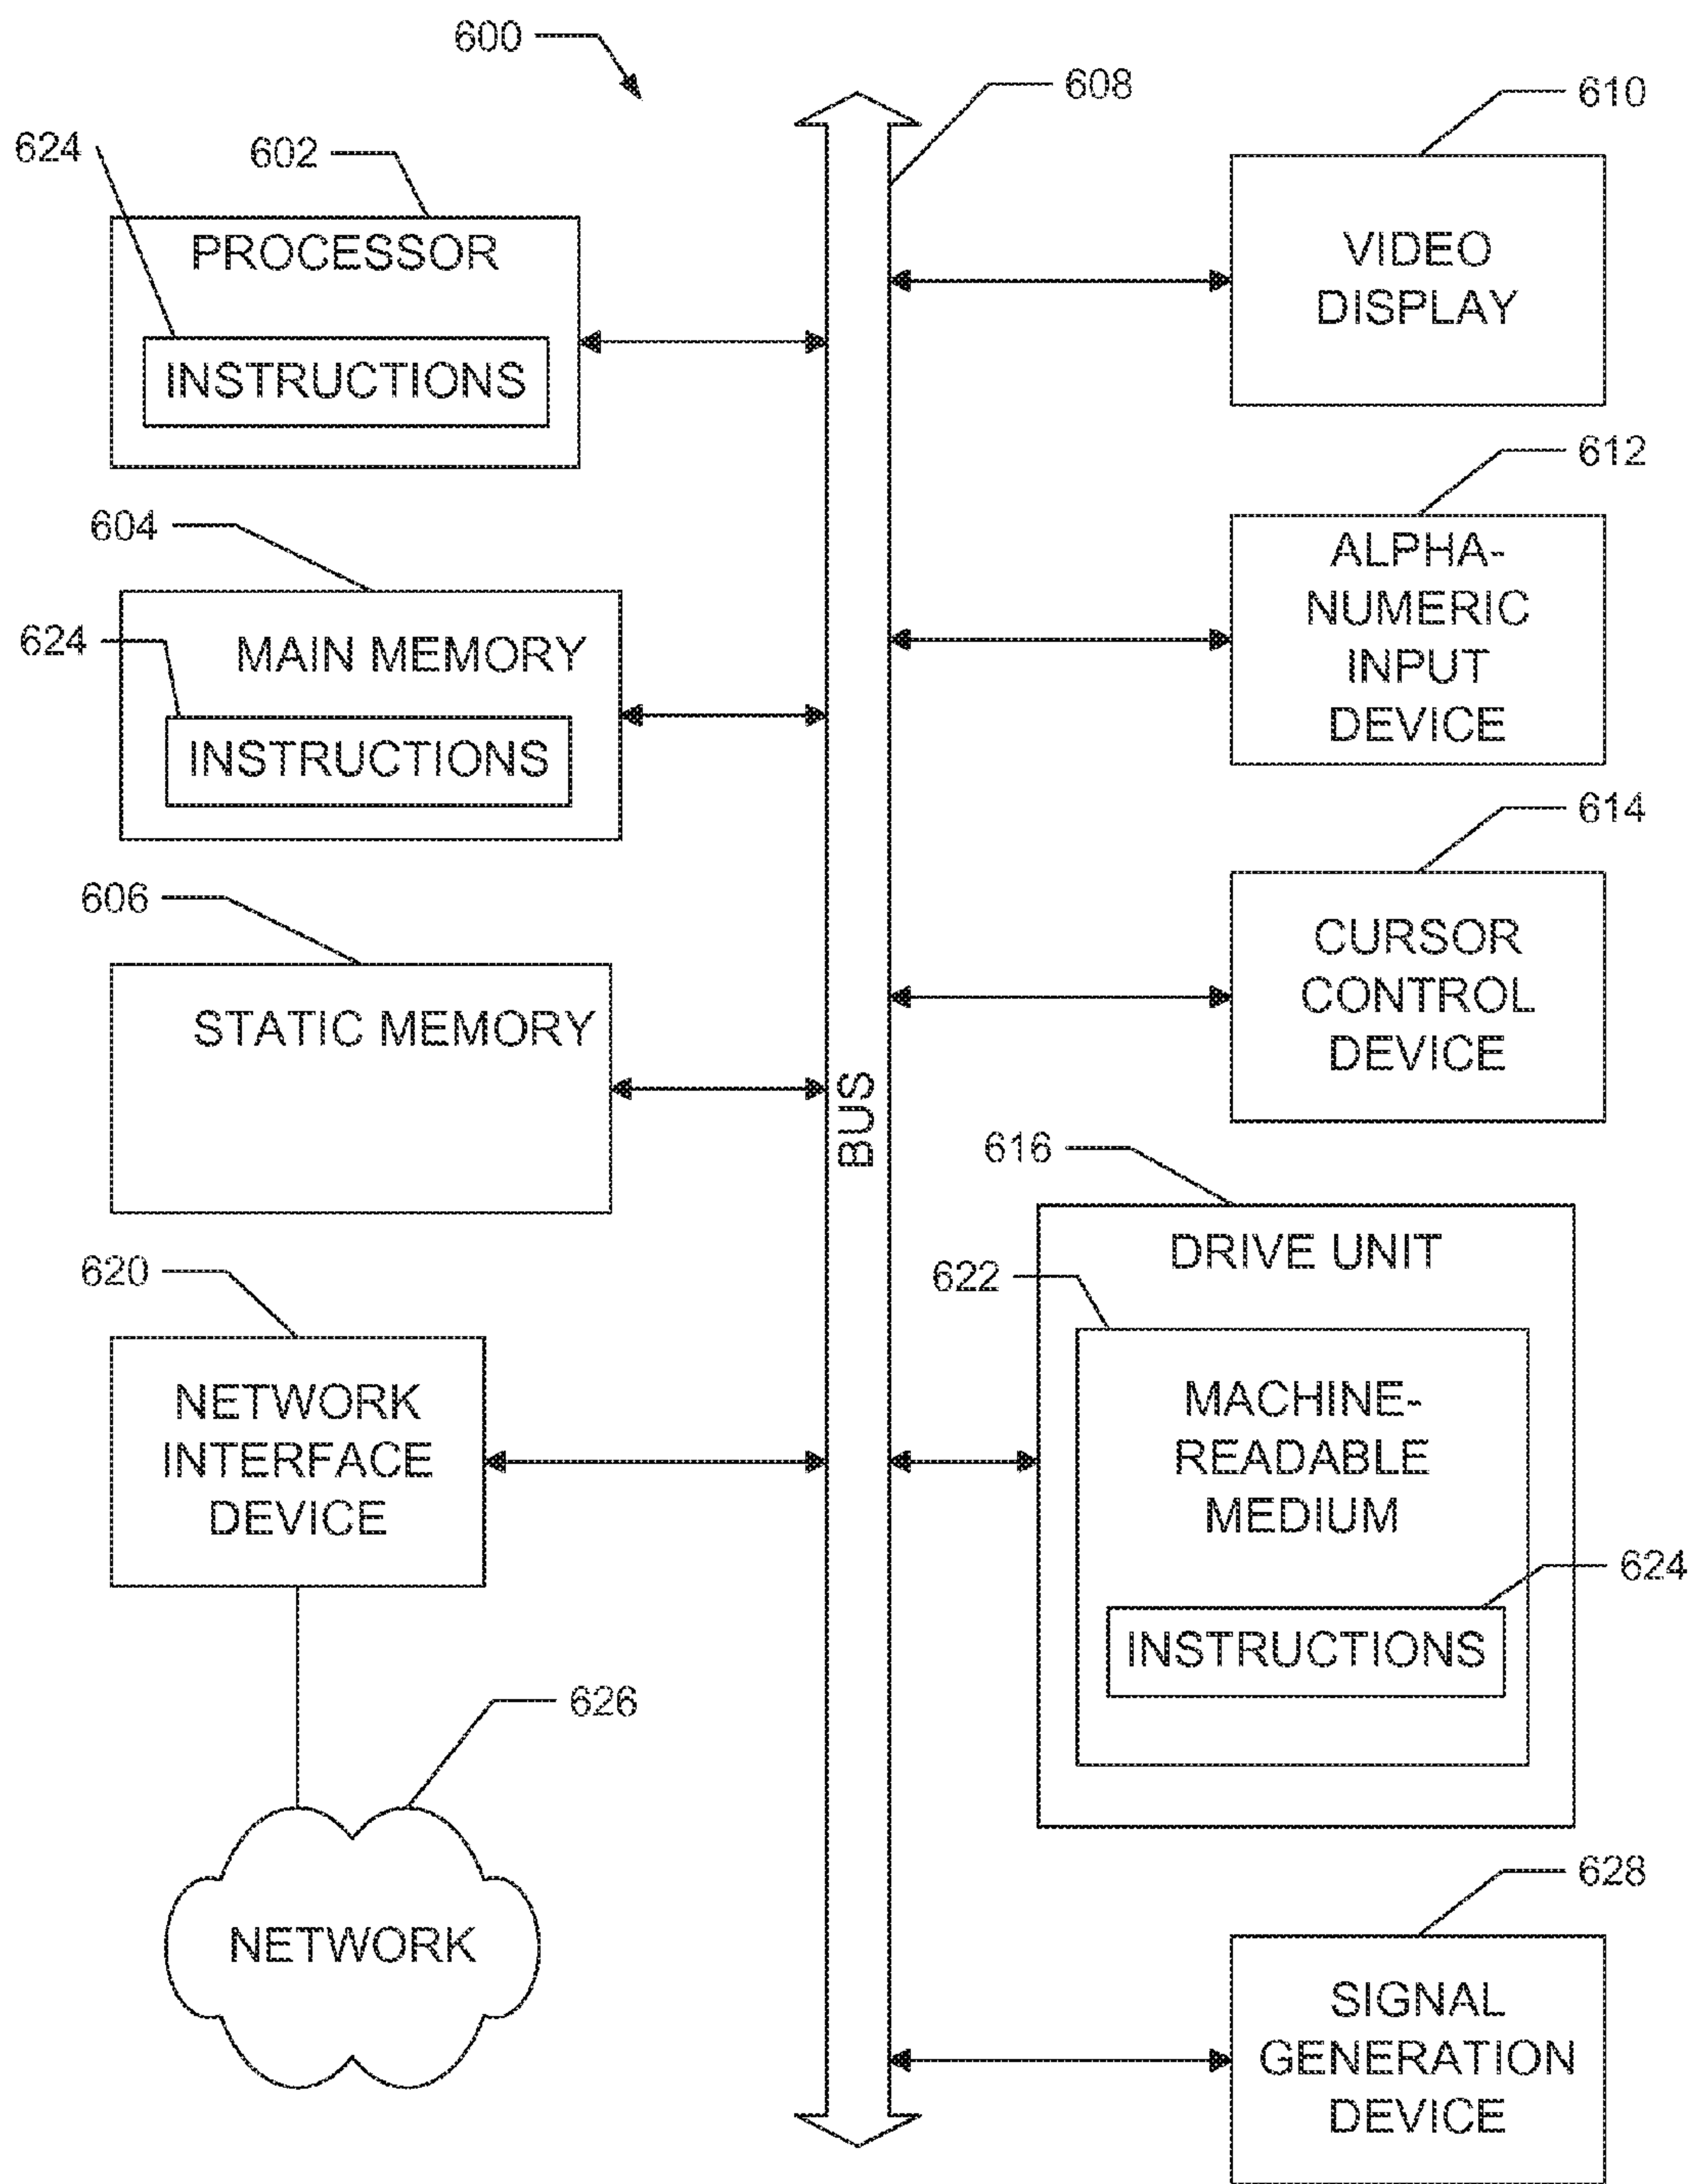 600
608
610
624
602
PROCESSOR
INSTRUCTIONS
VIDEO
DISPLAY
604
612
624
MAIN MEMORY
INSTRUCTIONS
ALPHA-
NUMERIC
INPUT
DEVICE
606
614
STATIC MEMORY
CURSOR
CONTROL
DEVICE
BUS
616
620
DRIVE UNIT
622
NETWORK
INTERFACE
DEVICE
MACHINE-
READABLE
MEDIUM
624
INSTRUCTIONS
626
NETWORK
628
SIGNAL
GENERATION
DEVICE